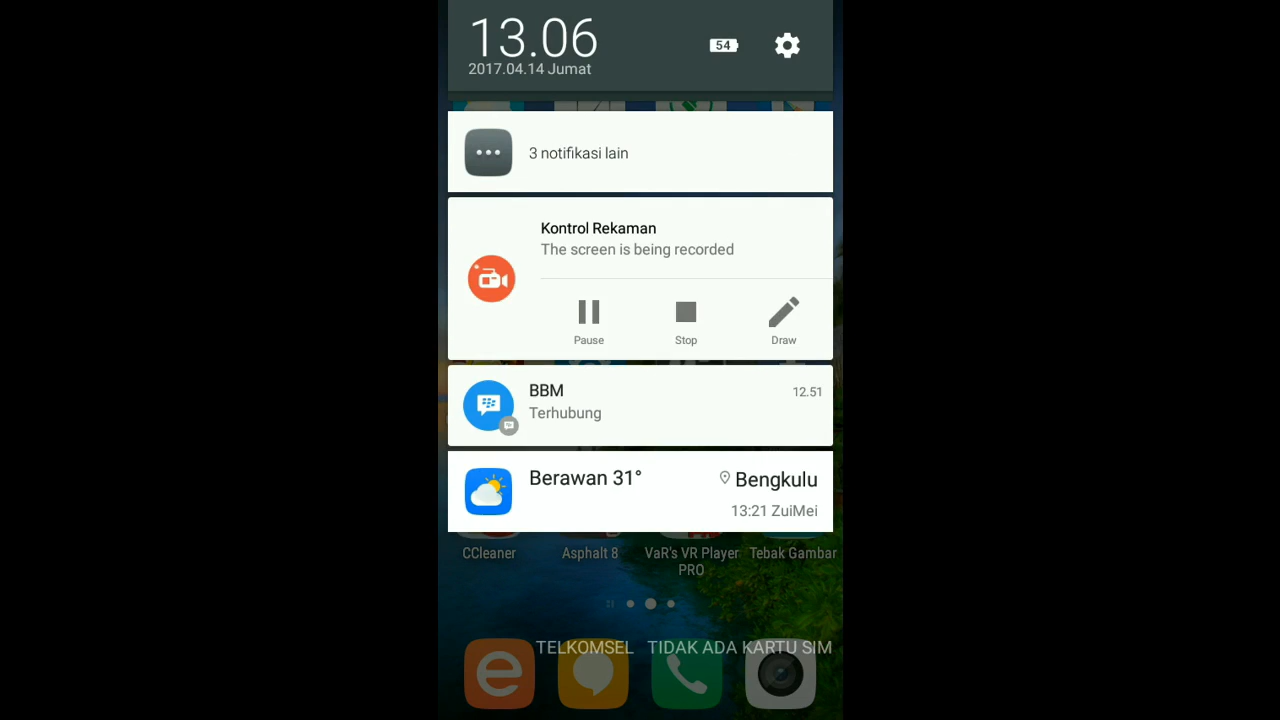 13.06
54
2017.04.14 Jumat
3 notifikasi lain
Kontrol Rekaman
The screen is being recorded
Pause
Stop
Draw
BBM
12.51
Terhubung
Berawan 31°
Bengkulu
13:21 ZuiMei
CCleaner
Asphalt 8
VaR's VR Player
PRO
Tebak Gambar
TELKOMSEL
TIDAK ADA KARTU SIM